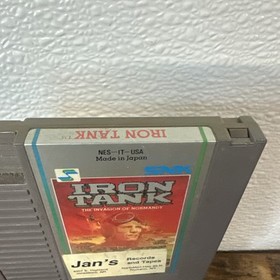 IRON TANK
NES-IT-USA
Made in Japan
IRON
TANK
THE INVASION OF NORMANDY
Jan's
Records
and Tapes